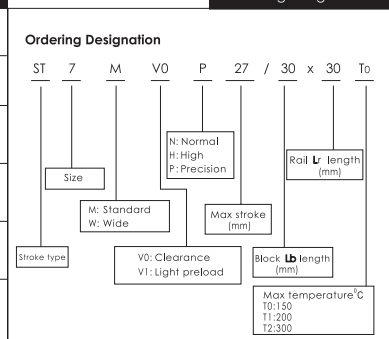 Ordering Designation
ST 7 M V0 P 27 / 30 x 30 T0
N: Normal
H: High
P: Precision
Rail Lr length
(mm)
Size
M: Standard
W: Wide
Max stroke
(mm)
Stroke type
V0: Clearance
V1: Light preload
Block Lb length
(mm)
Max temperature°C
T0:150
T1:200
T2:300